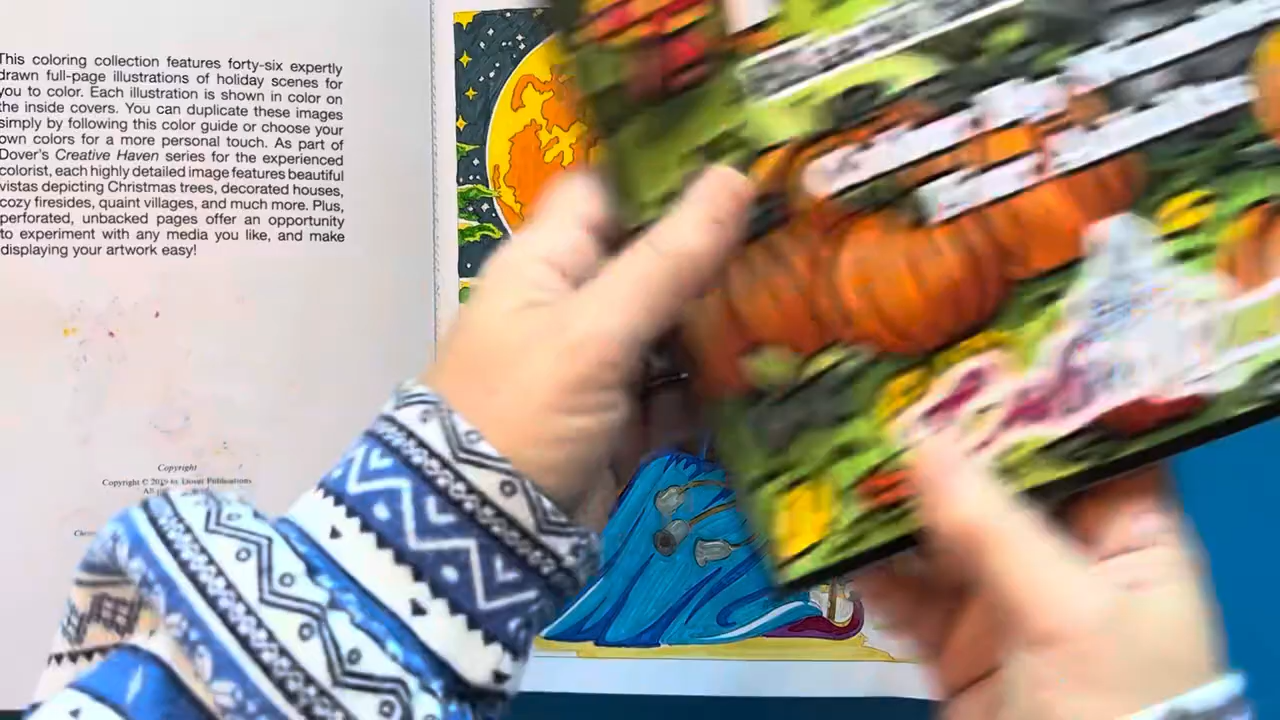 This coloring collection features forty-six expertly
drawn full-page illustrations of holiday scenes for
you to color. Each illustration is shown in color on
the inside covers. You can duplicate these images
simply by following this color guide or choose your
own colors for a more personal touch. As part of
Dover's Creative Haven series for the experienced
colorist, each highly detailed image features beautiful
vistas depicting Christmas trees, decorated houses,
cozy firesides, quaint villages, and much more. Plus,
perforated, unbacked pages offer an opportunity
to experiment with any media you like, and make
displaying your artwork easy!
Copyright
Copyright © 2019 by Dover Publications